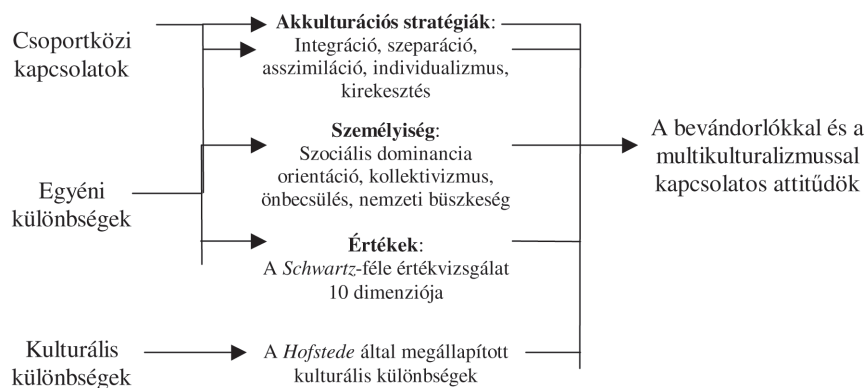 Csoportközi
kapcsolatok
Akkulturációs stratégiák:
Integráció, szeparáció,
asszimiláció, individualizmus,
kirekesztés
Egyéni
különbségek
Személyiség:
Szociális dominancia
orientáció, kollektivizmus,
önbecsülés, nemzeti büszkeség
Értékek:
A Schwartz-féle értékvizsgálat
10 dimenziója
Kulturális
különbségek
A Hofstede által megállapított
kulturális különbségek
A bevándorlókkal és a
multikulturalizmussal
kapcsolatos attitűdök